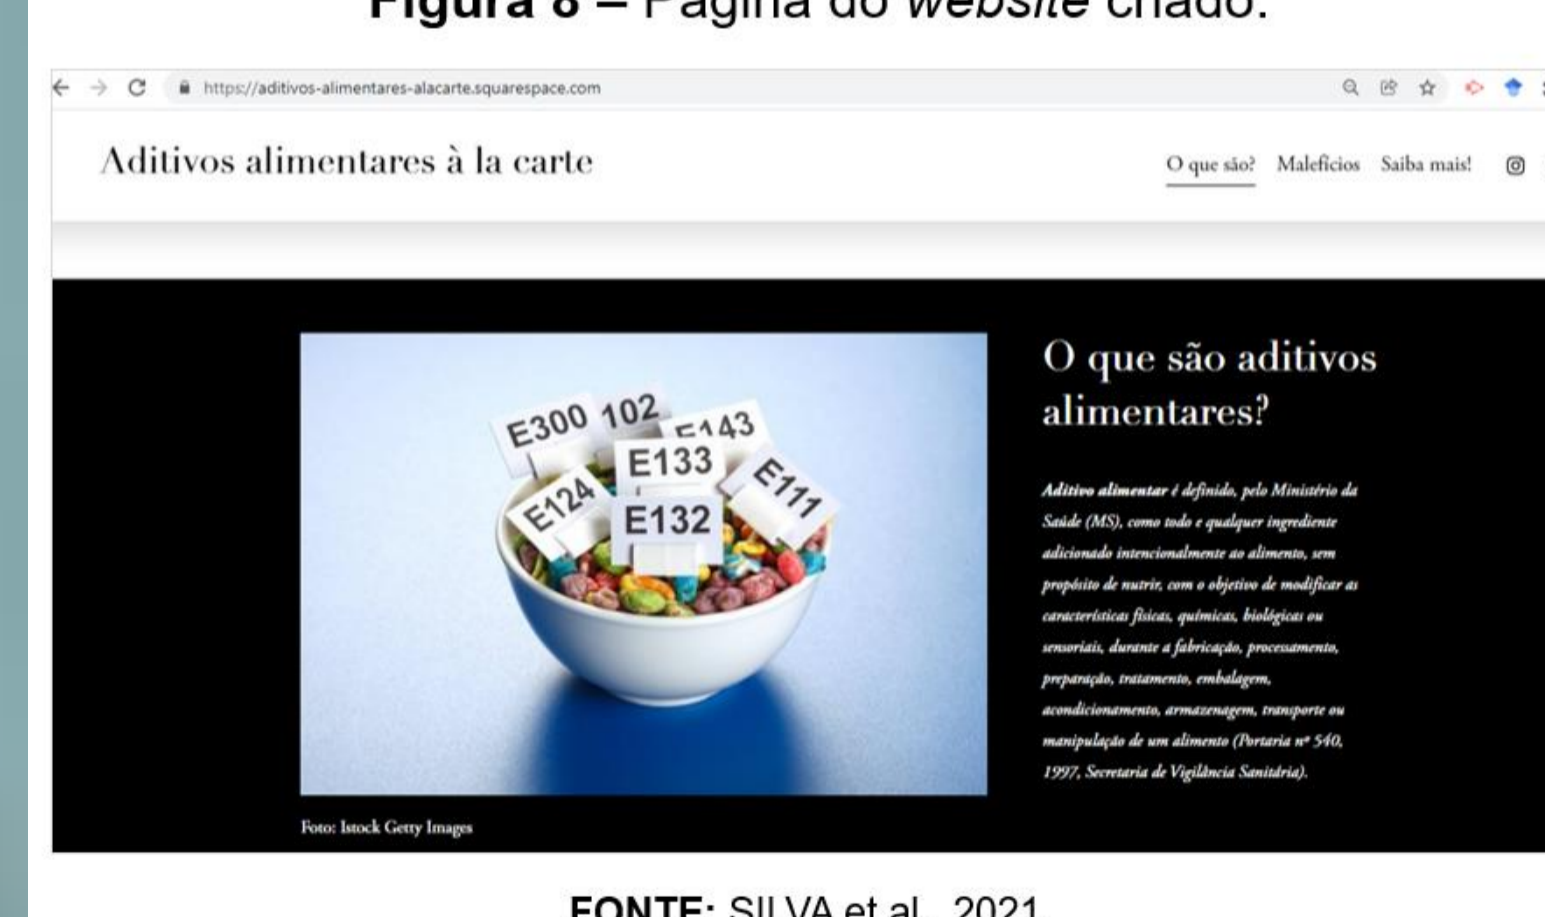 Figura 8 – Página do website criado.
https://aditivos-alimentares-alacarte.squarespace.com
Aditivos alimentares à la carte
O que são? Malefícios Saiba mais!
E300 102 E143
E133
E124 E111
E132
Foto: Istock Getty Images
O que são aditivos
alimentares?
Aditivo alimentar é definido, pelo Ministério da
Saúde (MS), como todo e qualquer ingrediente
adicionado intencionalmente ao alimento, sem
propósito de nutrir, com o objetivo de modificar as
características físicas, químicas, biológicas ou
sensoriais, durante a fabricação, processamento,
preparação, tratamento, embalagem,
acondicionamento, armazenagem, transporte ou
manipulação de um alimento (Portaria nº 540,
1997, Secretaria de Vigilância Sanitária).
FONTE: SILVA et al., 2021.